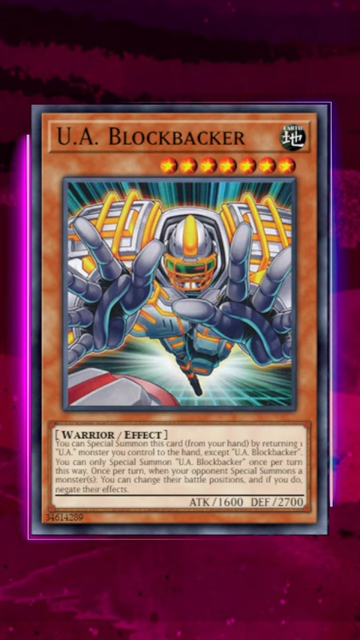 U.A. Blockbacker
EARTH
地
[ Warrior / Effect ]
You can Special Summon this card (from your hand) by returning 1
"U.A." monster you control to the hand, except "U.A. Blockbacker".
You can only Special Summon "U.A. Blockbacker" once per turn
this way. Once per turn, when your opponent Special Summons a
monster(s): You can change their battle positions, and if you do,
negate their effects.
ATK / 1600 DEF / 2700
34614289